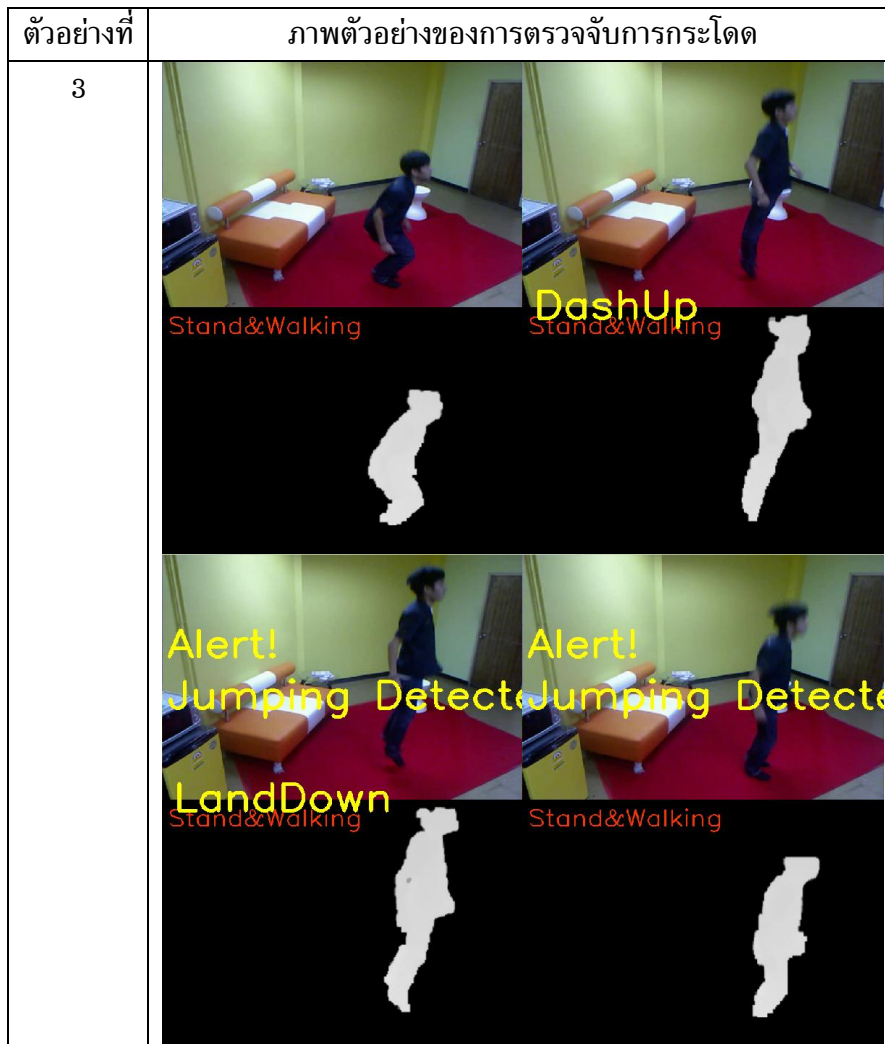 ตัวอย่างที่
ภาพตัวอย่างของการตรวจจับการกระโดด
3
DashUp
Stand&Walking
Stand&Walking
Alert!
Jumping Detecte
Alert!
Jumping Detecte
LandDown
Stand&Walking
Stand&Walking